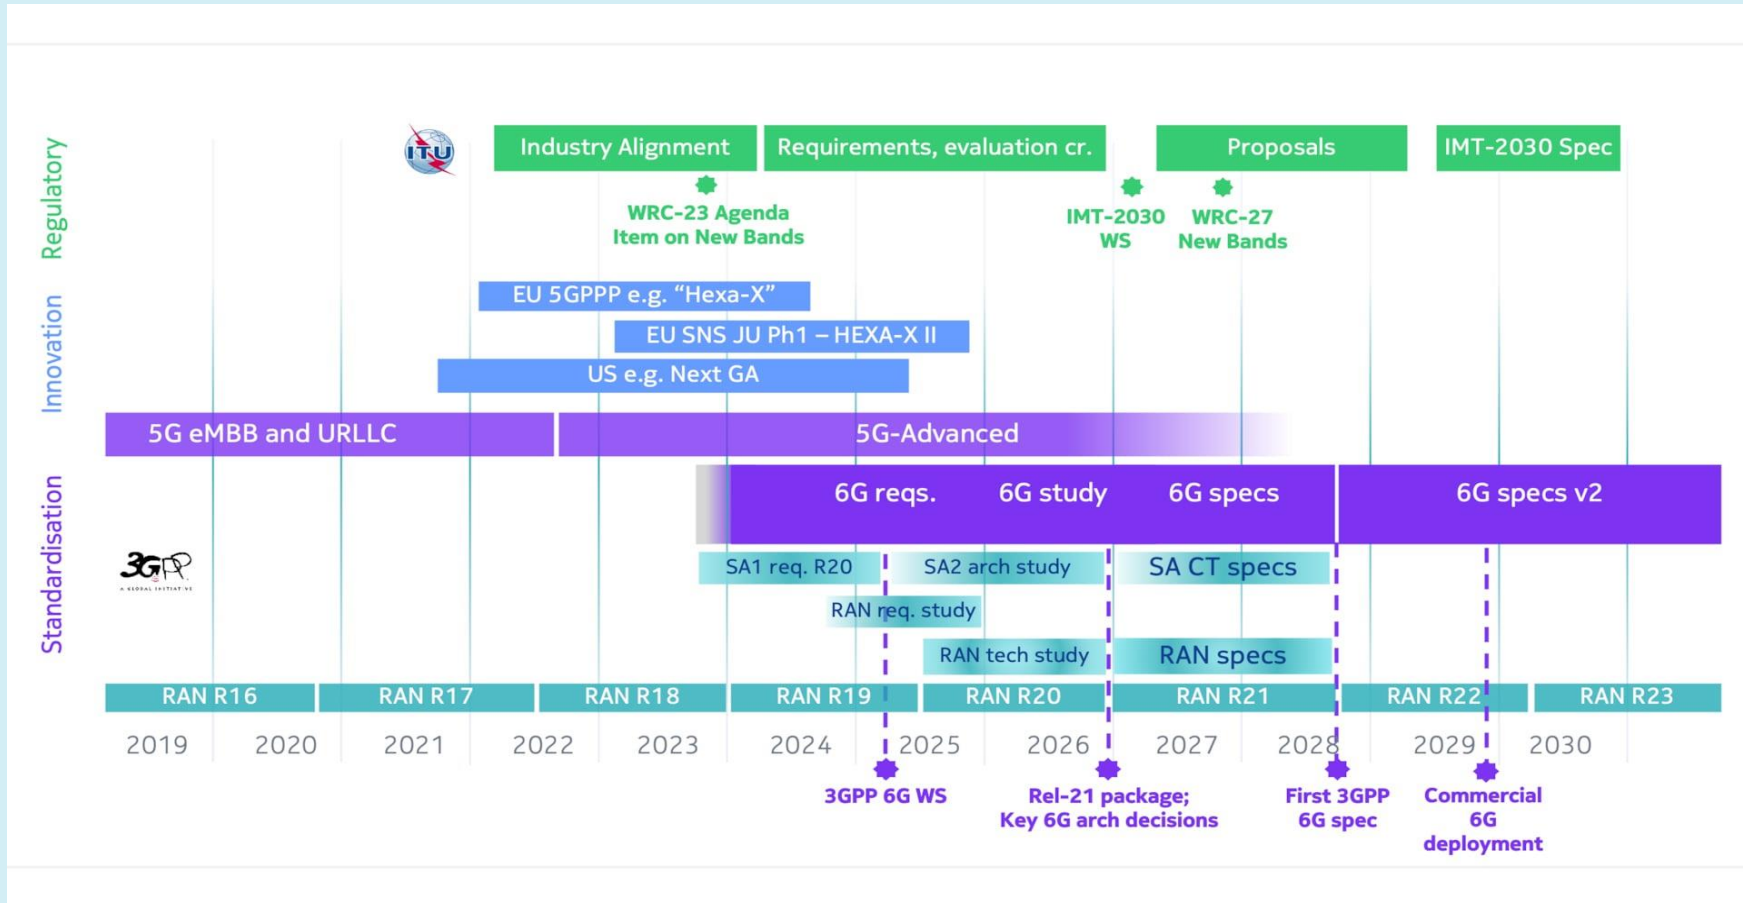 Regulatory
ITU
Industry Alignment
Requirements, evaluation cr.
Proposals
IMT-2030 Spec
WRC-23 Agenda
Item on New Bands
IMT-2030
WS
WRC-27
New Bands
Innovation
EU 5GPPP e.g. “Hexa-X”
EU SNS JU Ph1 – HEXA-X II
US e.g. Next GA
5G eMBB and URLLC
5G-Advanced
Standardisation
6G reqs.
6G study
6G specs
6G specs v2
3GPP
A GLOBAL INITIATIVE
SA1 req. R20
SA2 arch study
SA CT specs
RAN req. study
RAN tech study
RAN specs
RAN R16
RAN R17
RAN R18
RAN R19
RAN R20
RAN R21
RAN R22
RAN R23
2019
2020
2021
2022
2023
2024
2025
2026
2027
2028
2029
2030
3GPP 6G WS
Rel-21 package;
Key 6G arch decisions
First 3GPP
6G spec
Commercial
6G
deployment